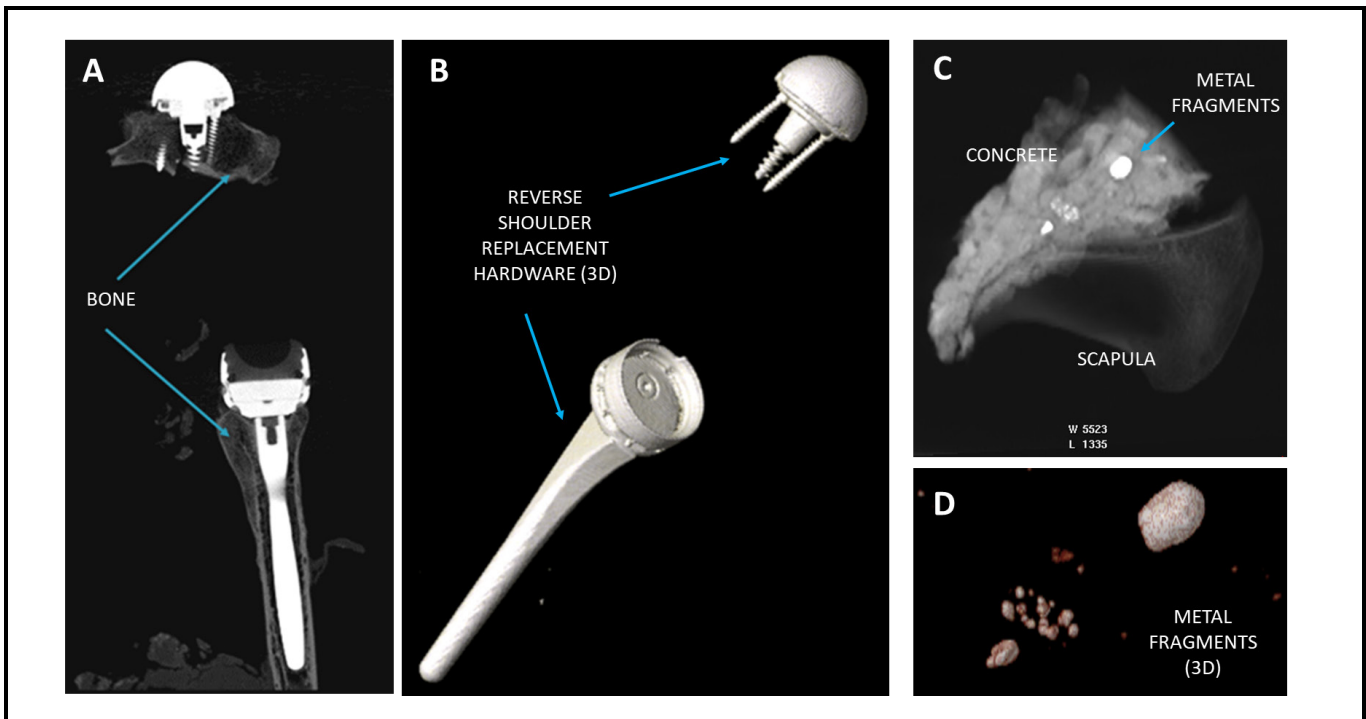 A
BONE
B
REVERSE
SHOULDER
REPLACEMENT
HARDWARE (3D)
C
METAL
FRAGMENTS
CONCRETE
SCAPULA
W 5523
L 1335
D
METAL
FRAGMENTS
(3D)